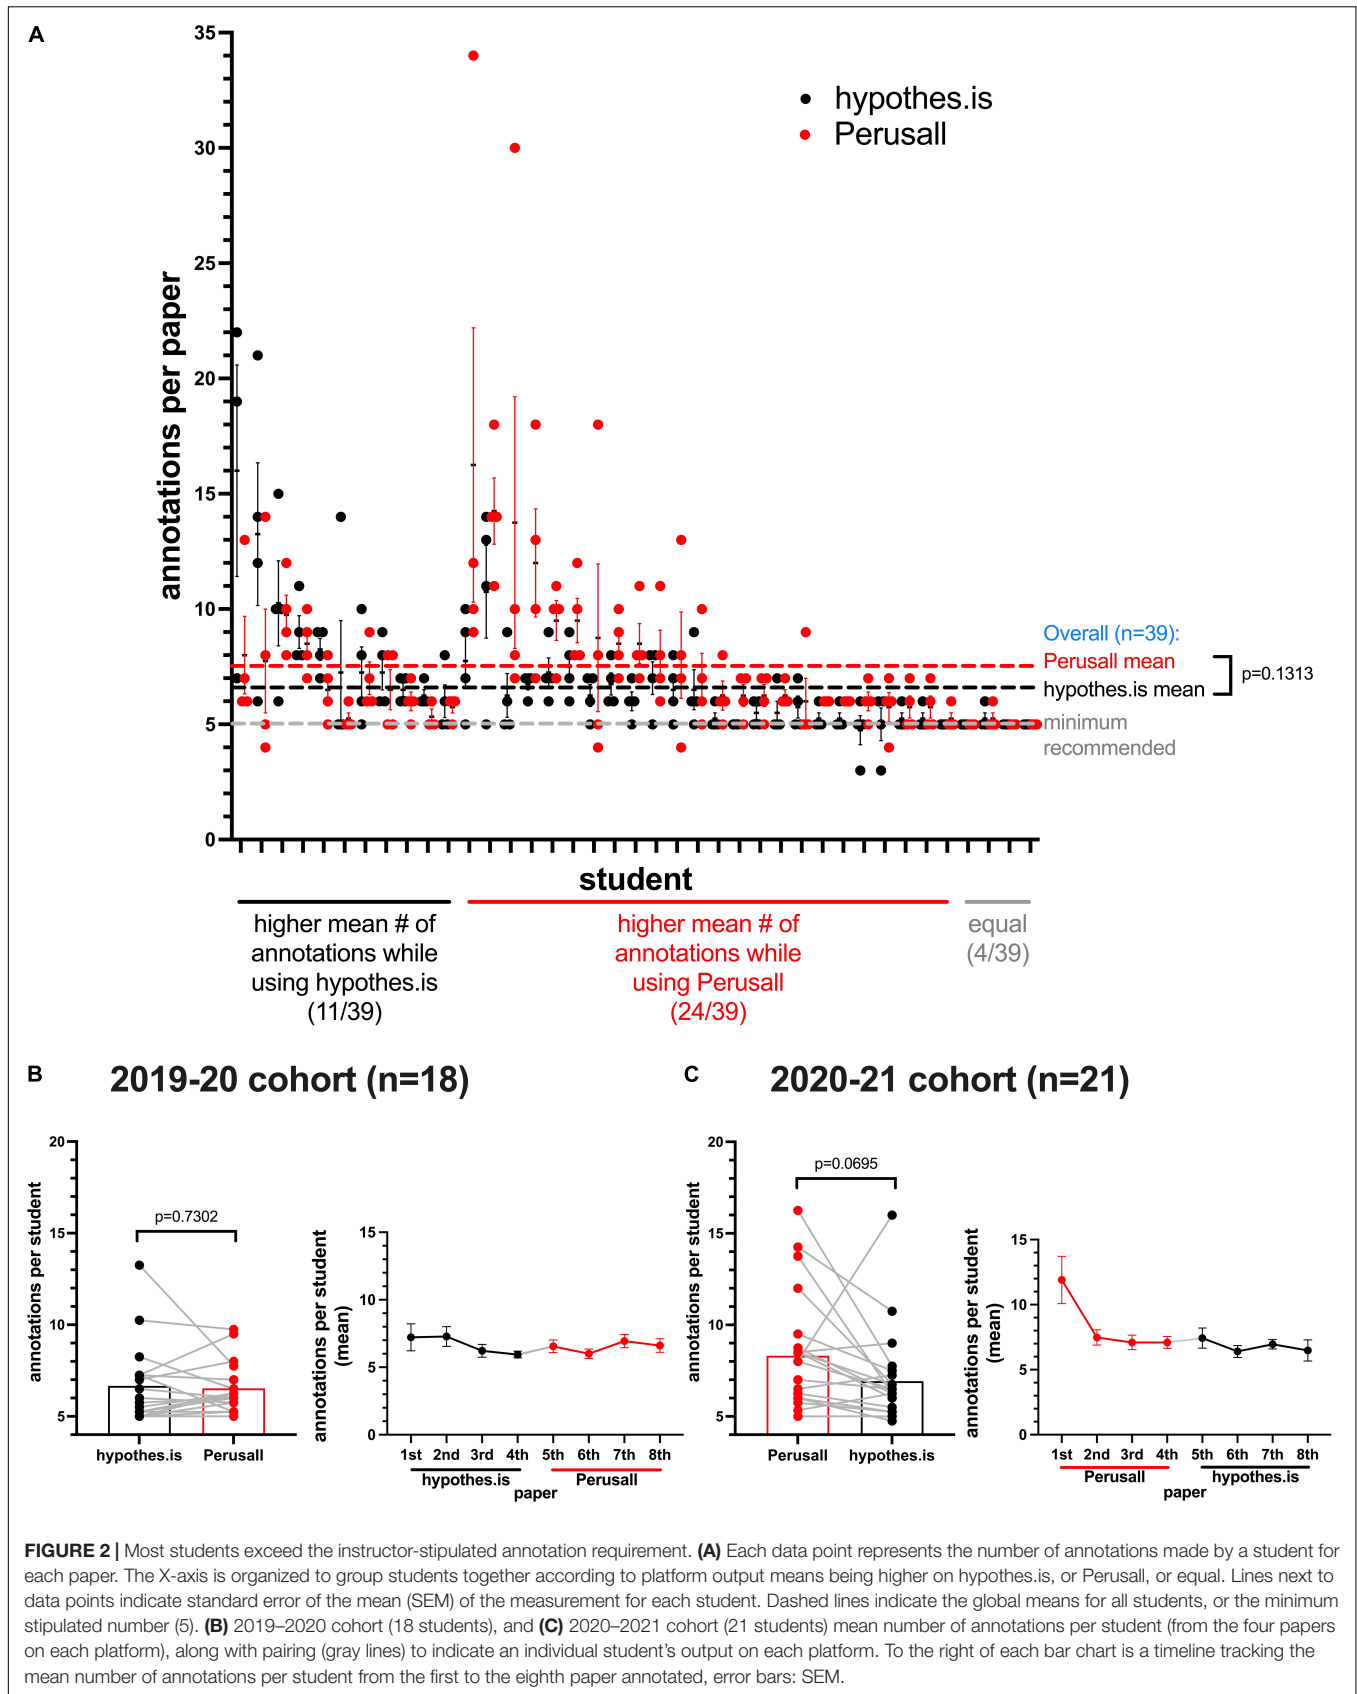 A
35
30
25
20
15
10
5
0
annotations per paper
hypothes.is
Perusall
Overall (n=39):
Perusall mean
hypothes.is mean
p=0.1313
minimum
recommended
student
higher mean # of
annotations while
using hypothes.is
(11/39)
higher mean # of
annotations while
using Perusall
(24/39)
equal
(4/39)
B
2019-20 cohort (n=18)
20
15
10
5
annotations per student
p=0.7302
hypothes.is
Perusall
15
10
5
0
annotations per student
(mean)
1st 2nd 3rd 4th 5th 6th 7th 8th
hypothes.is
Perusall
paper
C
2020-21 cohort (n=21)
20
15
10
5
annotations per student
p=0.0695
Perusall
hypothes.is
15
10
5
0
annotations per student
(mean)
1st 2nd 3rd 4th 5th 6th 7th 8th
Perusall
hypothes.is
paper
FIGURE 2 | Most students exceed the instructor-stipulated annotation requirement. (A) Each data point represents the number of annotations made by a student for
each paper. The X-axis is organized to group students together according to platform output means being higher on hypothes.is, or Perusall, or equal. Lines next to
data points indicate standard error of the mean (SEM) of the measurement for each student. Dashed lines indicate the global means for all students, or the minimum
stipulated number (5). (B) 2019–2020 cohort (18 students), and (C) 2020–2021 cohort (21 students) mean number of annotations per student (from the four papers
on each platform), along with pairing (gray lines) to indicate an individual student's output on each platform. To the right of each bar chart is a timeline tracking the
mean number of annotations per student from the first to the eighth paper annotated, error bars: SEM.